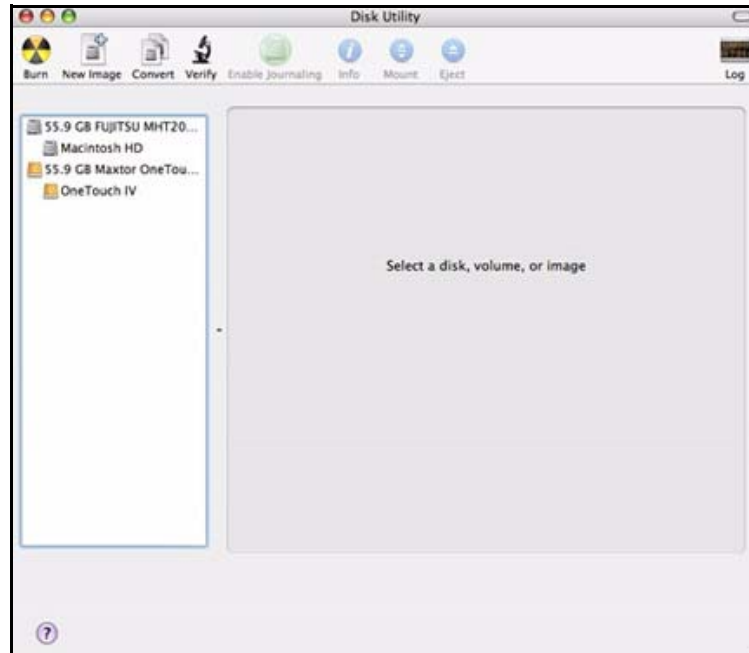 Disk Utility
Burn New Image Convert Verify Enable Journaling Info Mount Eject Log
55.9 GB FUJITSU MHT20...
Macintosh HD
55.9 GB Maxtor OneTou...
OneTouch IV
Select a disk, volume, or image
?